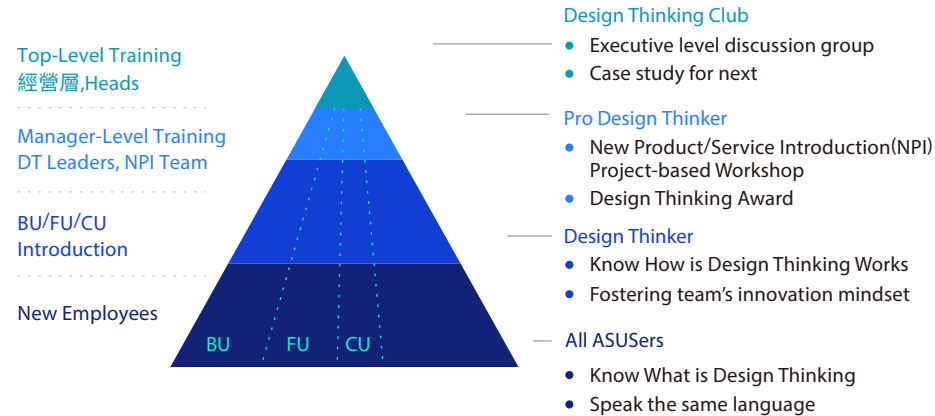 Top-Level Training
經營層,Heads
Manager-Level Training
DT Leaders, NPI Team
BU/FU/CU
Introduction
New Employees
BU
FU
CU
Design Thinking Club
Executive level discussion group
Case study for next
Pro Design Thinker
New Product/Service Introduction(NPI)
Project-based Workshop
Design Thinking Award
Design Thinker
Know How is Design Thinking Works
Fostering team’s innovation mindset
All ASUSers
Know What is Design Thinking
Speak the same language